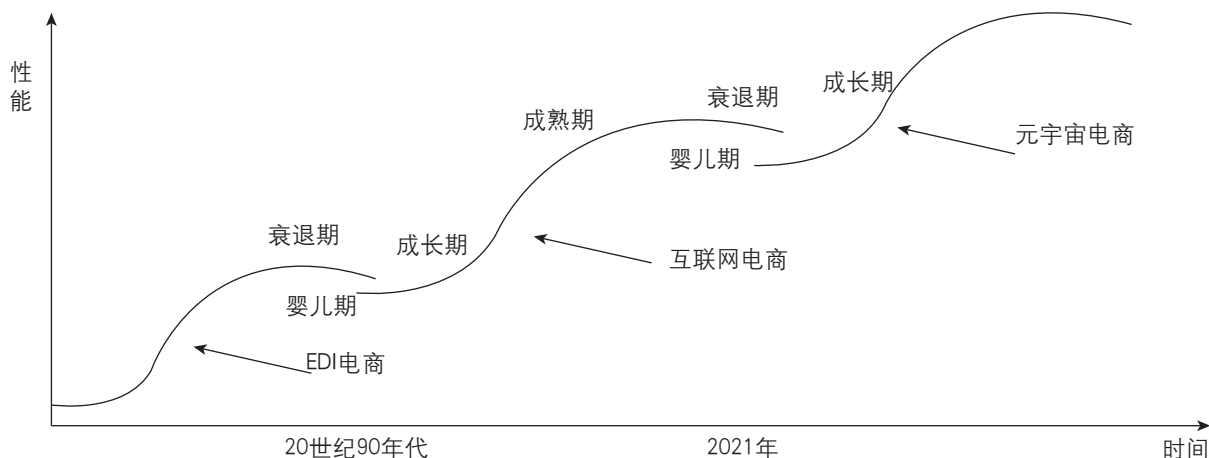 性
能
成长期
衰退期
成熟期
元宇宙电商
婴儿期
衰退期
成长期
互联网电商
婴儿期
EDI电商
20世纪90年代
2021年
时间